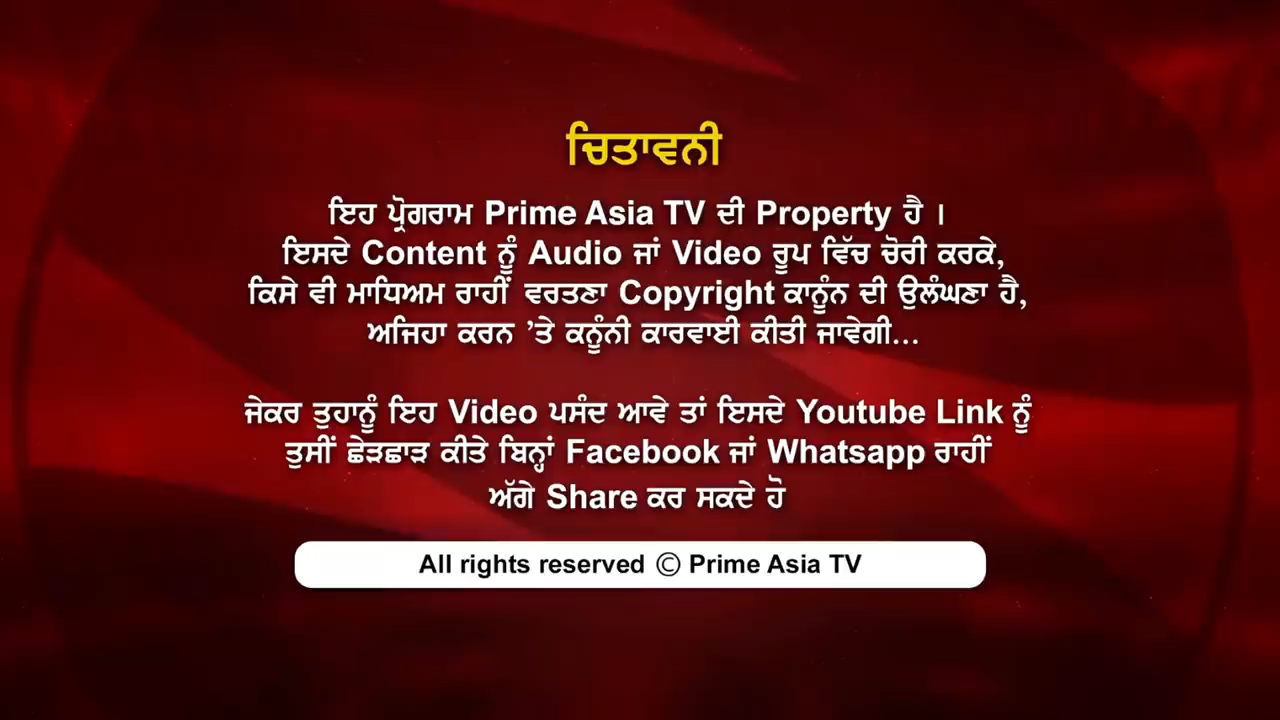 ਚਿਤਾਵਨੀ
ਇਹ ਪ੍ਰੋਗਰਾਮ Prime Asia TV ਦੀ Property ਹੈ ।
ਇਸਦੇ Content ਨੂੰ Audio ਜਾਂ Video ਰੂਪ ਵਿੱਚ ਚੋਰੀ ਕਰਕੇ,
ਕਿਸੇ ਵੀ ਮਾਧਿਅਮ ਰਾਹੀਂ ਵਰਤਣਾ Copyright ਕਾਨੂੰਨ ਦੀ ਉਲੰਘਣਾ ਹੈ,
ਅਜਿਹਾ ਕਰਨ ’ਤੇ ਕਨੂੰਨੀ ਕਾਰਵਾਈ ਕੀਤੀ ਜਾਵੇਗੀ...
ਜੇਕਰ ਤੁਹਾਨੂੰ ਇਹ Video ਪਸੰਦ ਆਵੇ ਤਾਂ ਇਸਦੇ Youtube Link ਨੂੰ
ਤੁਸੀਂ ਛੇੜਛਾੜ ਕੀਤੇ ਬਿਨ੍ਹਾਂ Facebook ਜਾਂ Whatsapp ਰਾਹੀਂ
ਅੱਗੇ Share ਕਰ ਸਕਦੇ ਹੋ
All rights reserved © Prime Asia TV